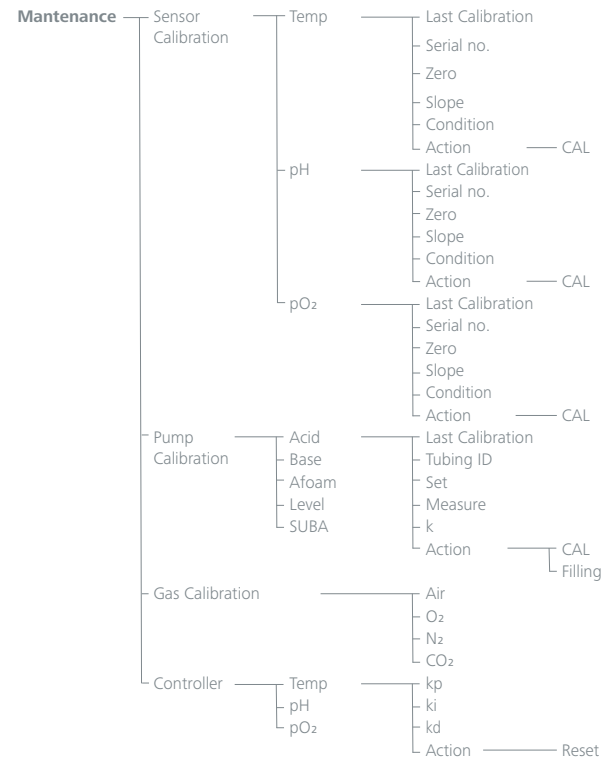 Mantenance Sensor Temp Last Calibration
Calibration
Serial no.
Zero
Slope
Condition
Action CAL
pH Last Calibration
Serial no.
Zero
Slope
Condition
Action CAL
pO₂ Last Calibration
Serial no.
Zero
Slope
Condition
Action CAL
Pump Acid Last Calibration
Calibration Base Tubing ID
Afoam Set
Level Measure
SUBA k
Action CAL
Filling
Gas Calibration Air
O₂
N₂
CO₂
Controller Temp kp
pH ki
pO₂ kd
Action Reset